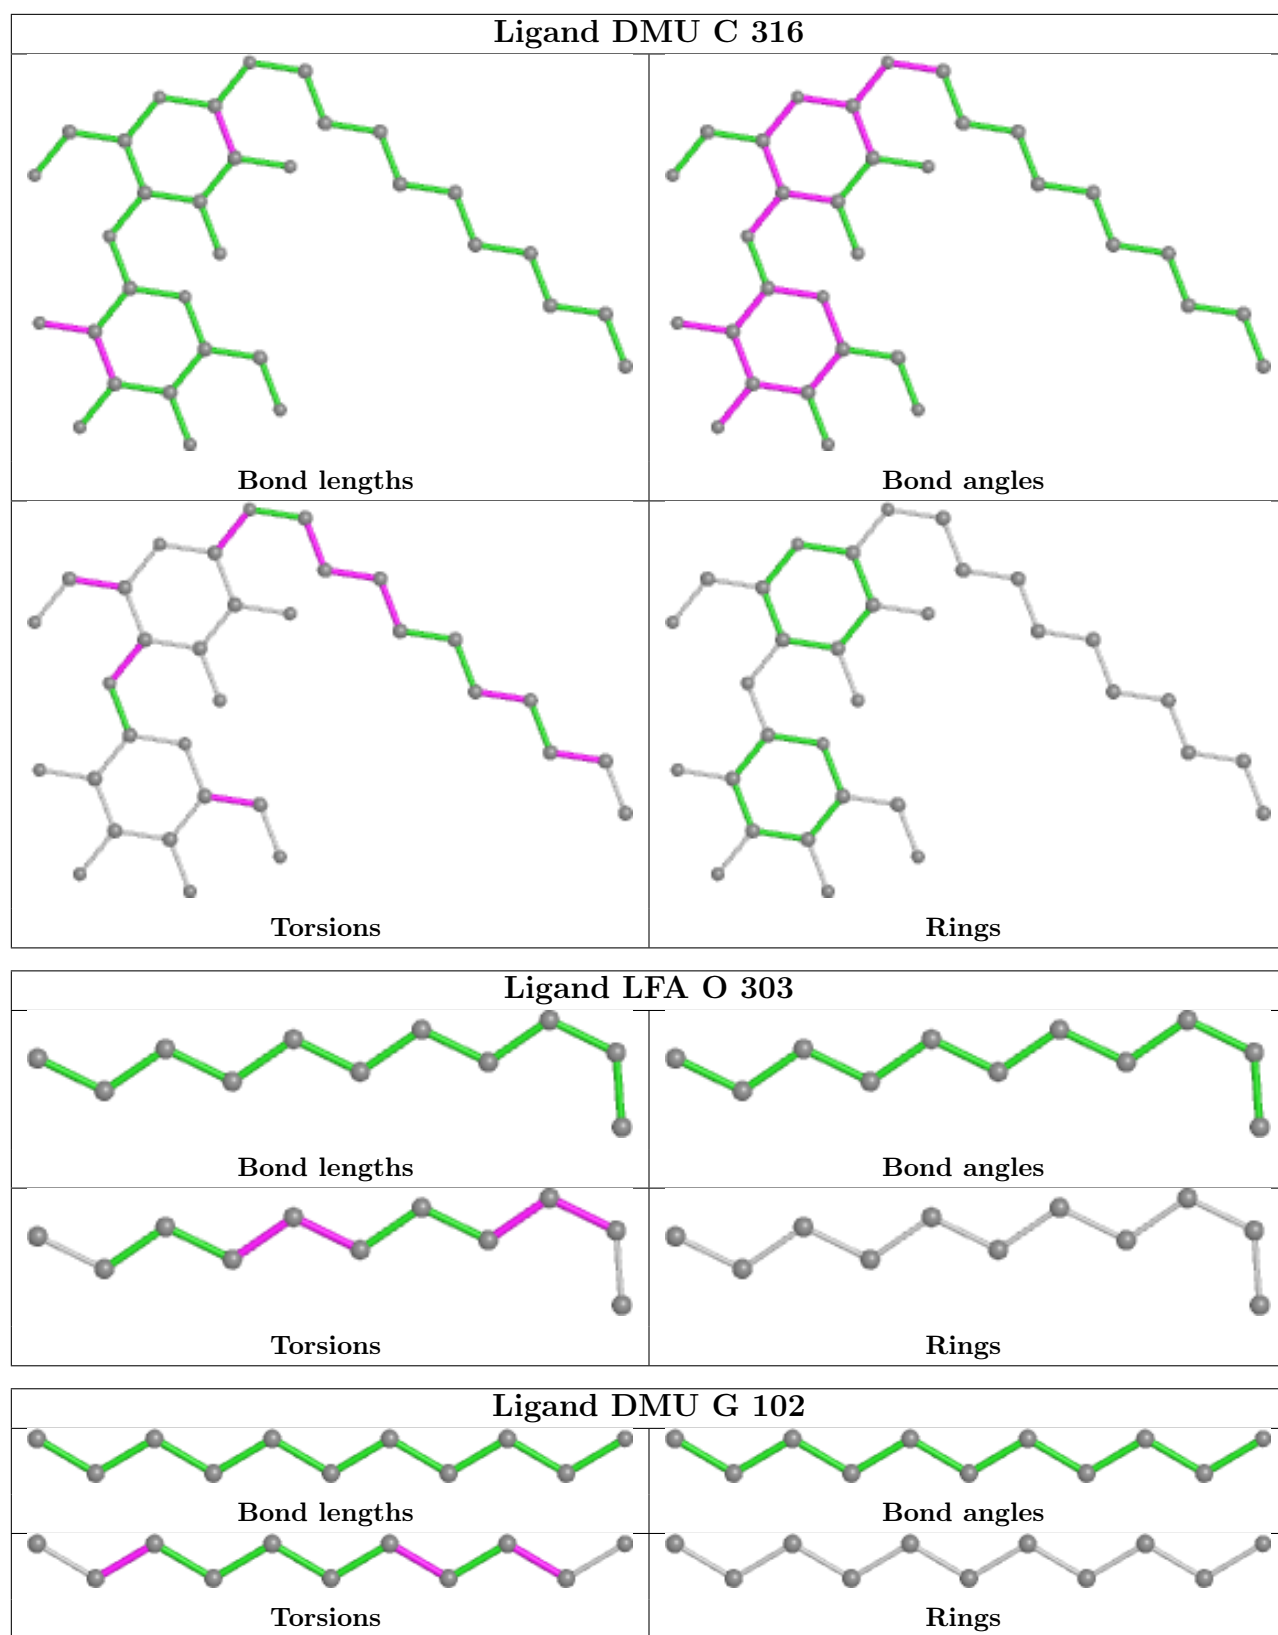 Ligand DMU C 316
Bond lengths
Bond angles
Torsions
Rings
Ligand LFA O 303
Bond lengths
Bond angles
Torsions
Rings
Ligand DMU G 102
Bond lengths
Bond angles
Torsions
Rings